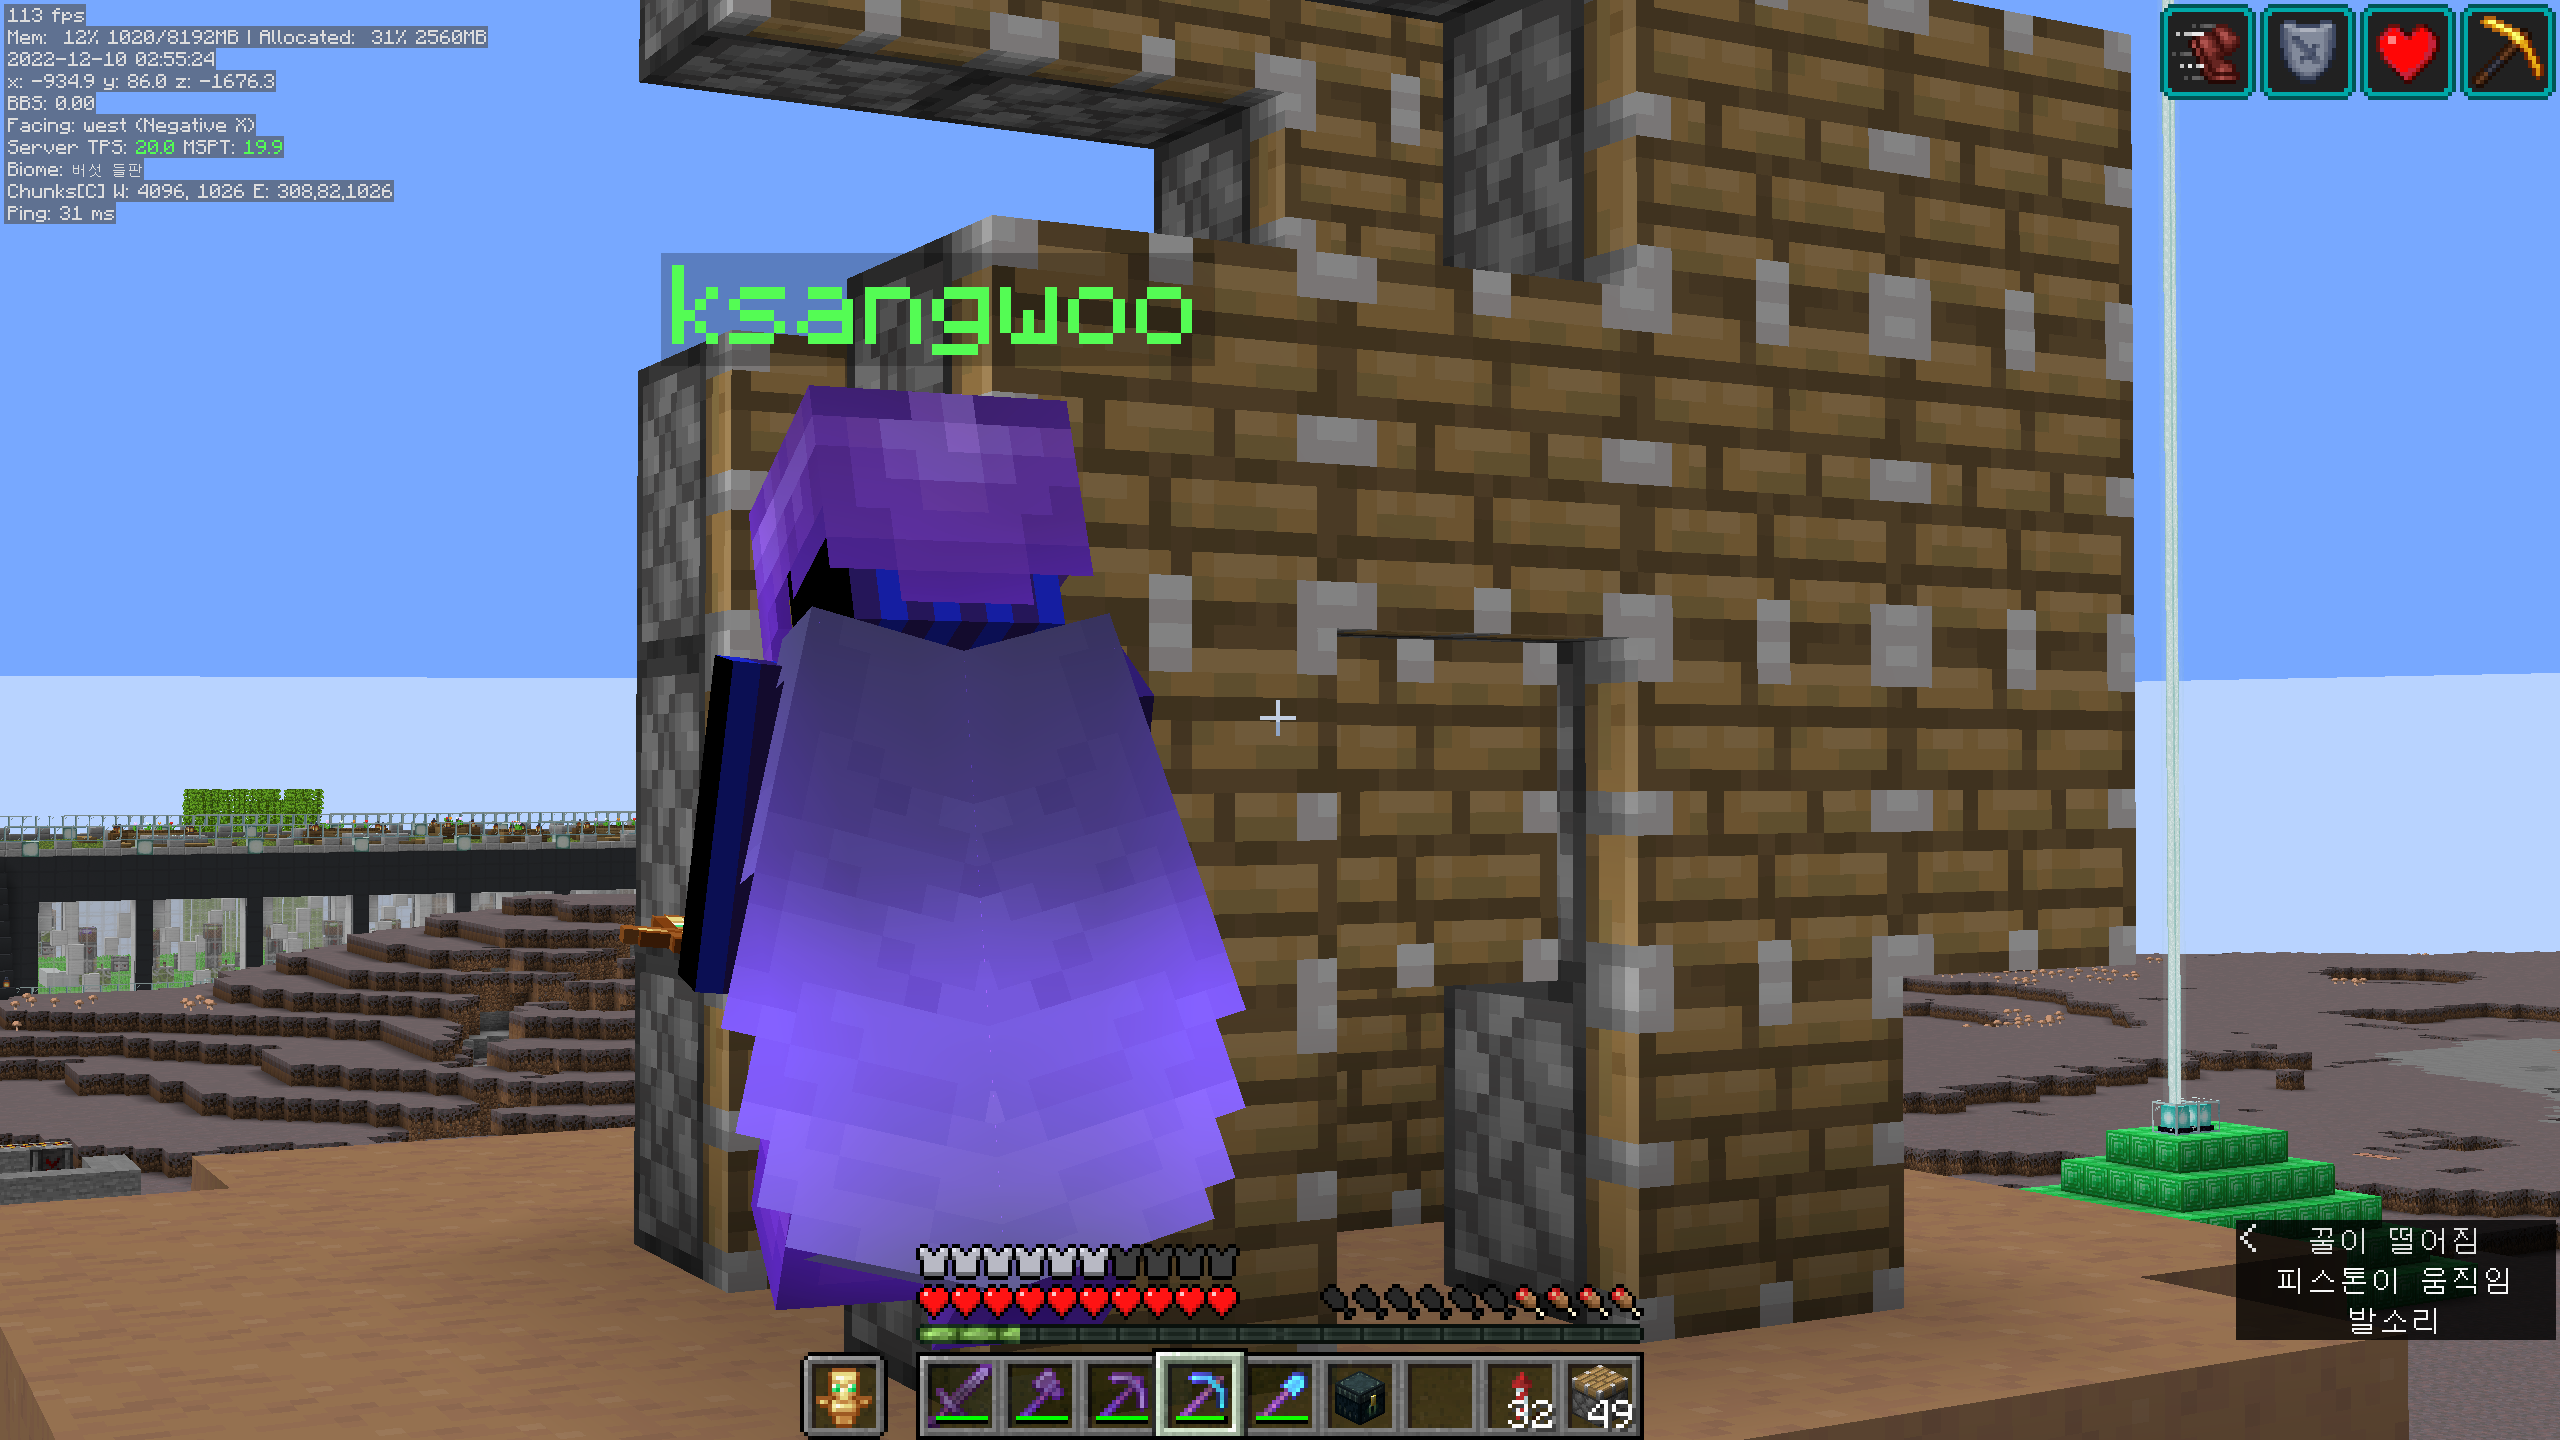 113 fps
Mem: 12% 1020/8192MB | Allocated: 31% 2560MB
2022-12-10 02:55:24
x: -934.9 y: 86.0 z: -1676.3
BBS: 0.00
Facing: west (Negative X)
Server TPS: 20.0 MSPT: 19.9
Biome: 버섯 들판
Chunks[C] W: 4096, 1026 E: 308,82,1026
Ping: 31 ms
ksangwoo
< 꿀이 떨어짐
피스톤이 움직임
발소리
32
49